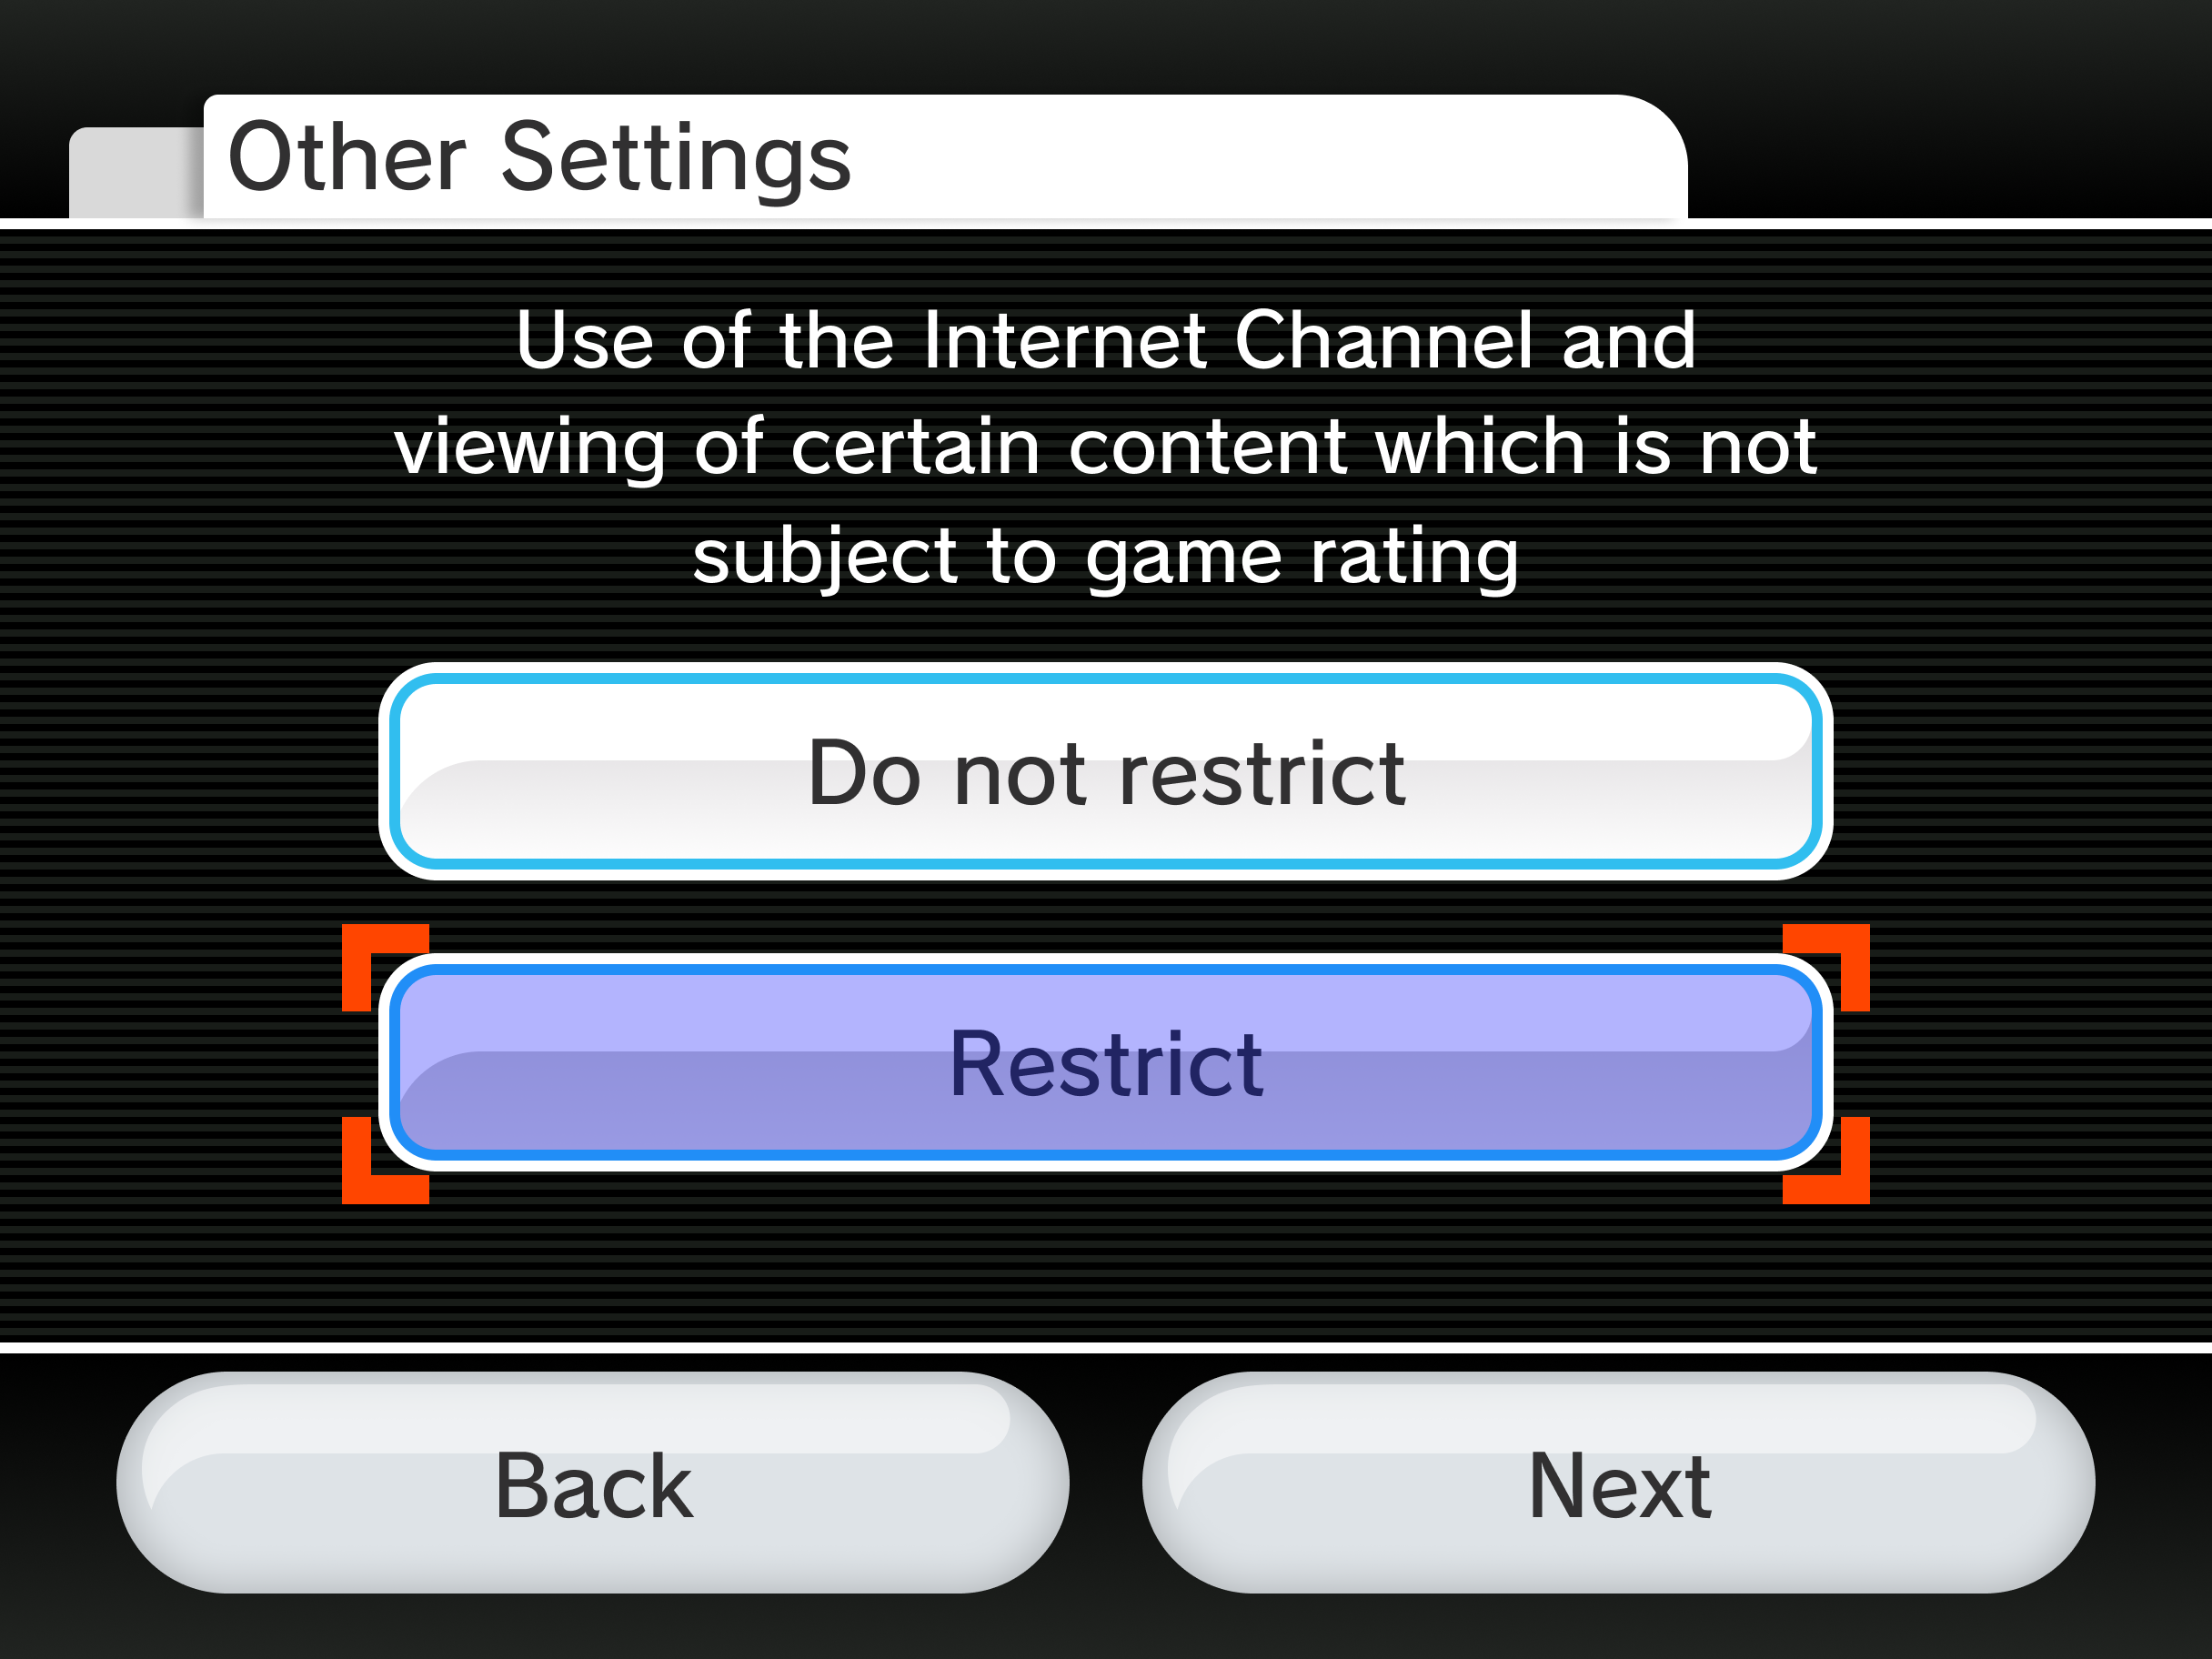 Other Settings
Use of the Internet Channel and
viewing of certain content which is not
subject to game rating
Do not restrict
Restrict
Back
Next